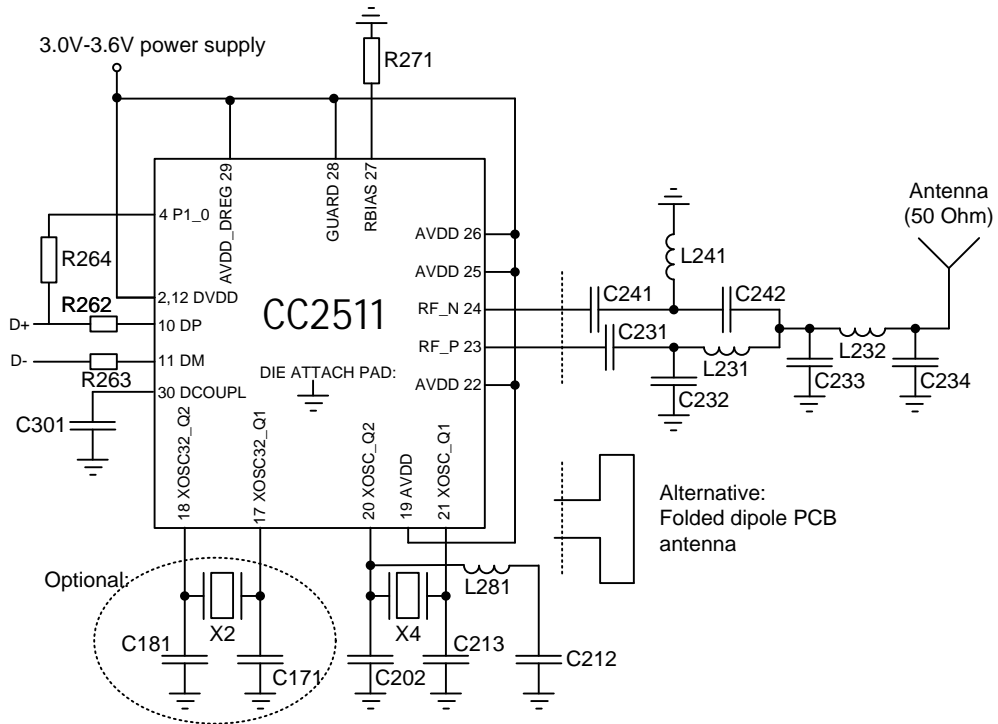 3.0V-3.6V power supply
R271
AVDD_DREG 29
GUARD 28
RBIAS 27
4 P1_0
R264
R262
2,12 DVDD
D+
10 DP
D-
11 DM
R263
30 DCOUPL
C301
CC2511
DIE ATTACH PAD:
AVDD 26
AVDD 25
RF_N 24
RF_P 23
AVDD 22
18 XOSC32_Q2
17 XOSC32_Q1
20 XOSC_Q2
19 AVDD
21 XOSC_Q1
L241
C241
C242
C231
L231
C232
C233
L232
C234
Antenna
(50 Ohm)
Alternative:
Folded dipole PCB
antenna
Optional:
X2
C181
C171
X4
L281
C202
C213
C212